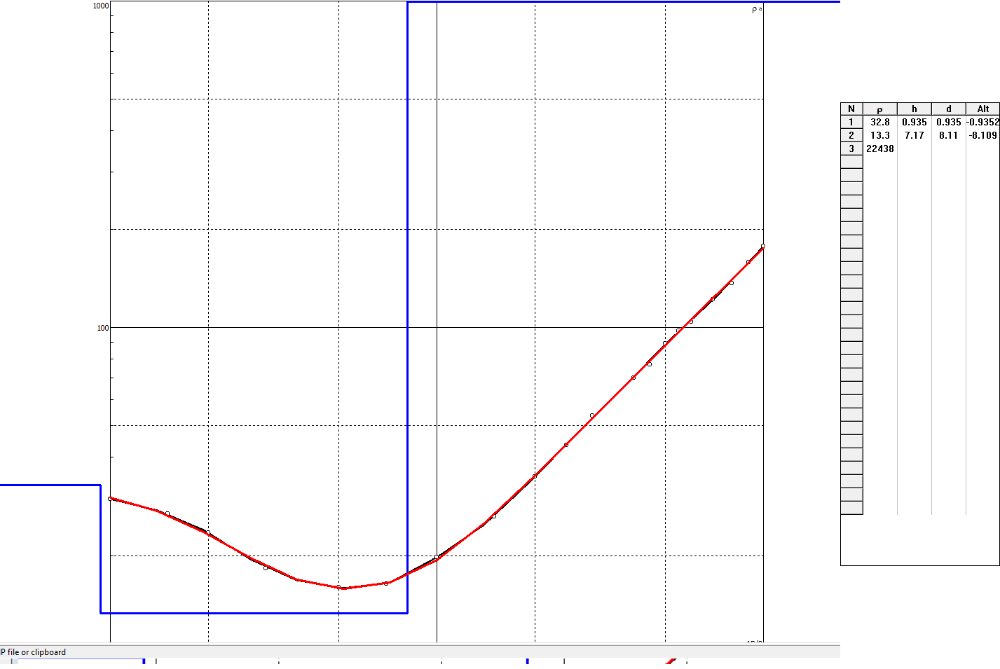 1000
ρ a
100
N ρ h d Alt
1 32.8 0.935 0.935 -0.9352
2 13.3 7.17 8.11 -8.109
3 22438
IP file or clipboard